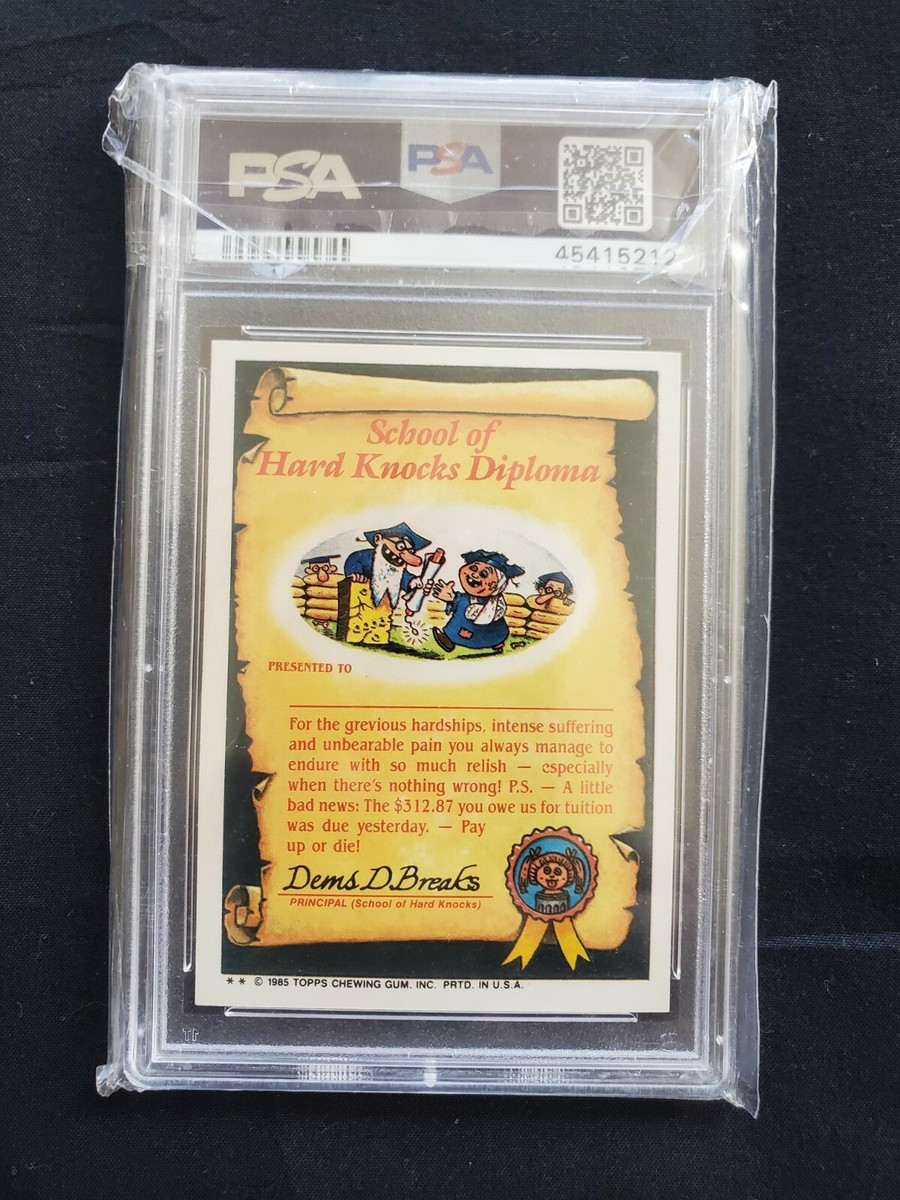 PSA PSA
45415212
School of
Hard Knocks Diploma
PRESENTED TO
For the grevious hardships, intense suffering
and unbearable pain you always manage to
endure with so much relish — especially
when there's nothing wrong! P.S. — A little
bad news: The $312.87 you owe us for tuition
was due yesterday. — Pay
up or die!
Dems D. Breaks
PRINCIPAL (School of Hard Knocks)
** © 1985 TOPPS CHEWING GUM, INC. PRTD. IN U.S.A.